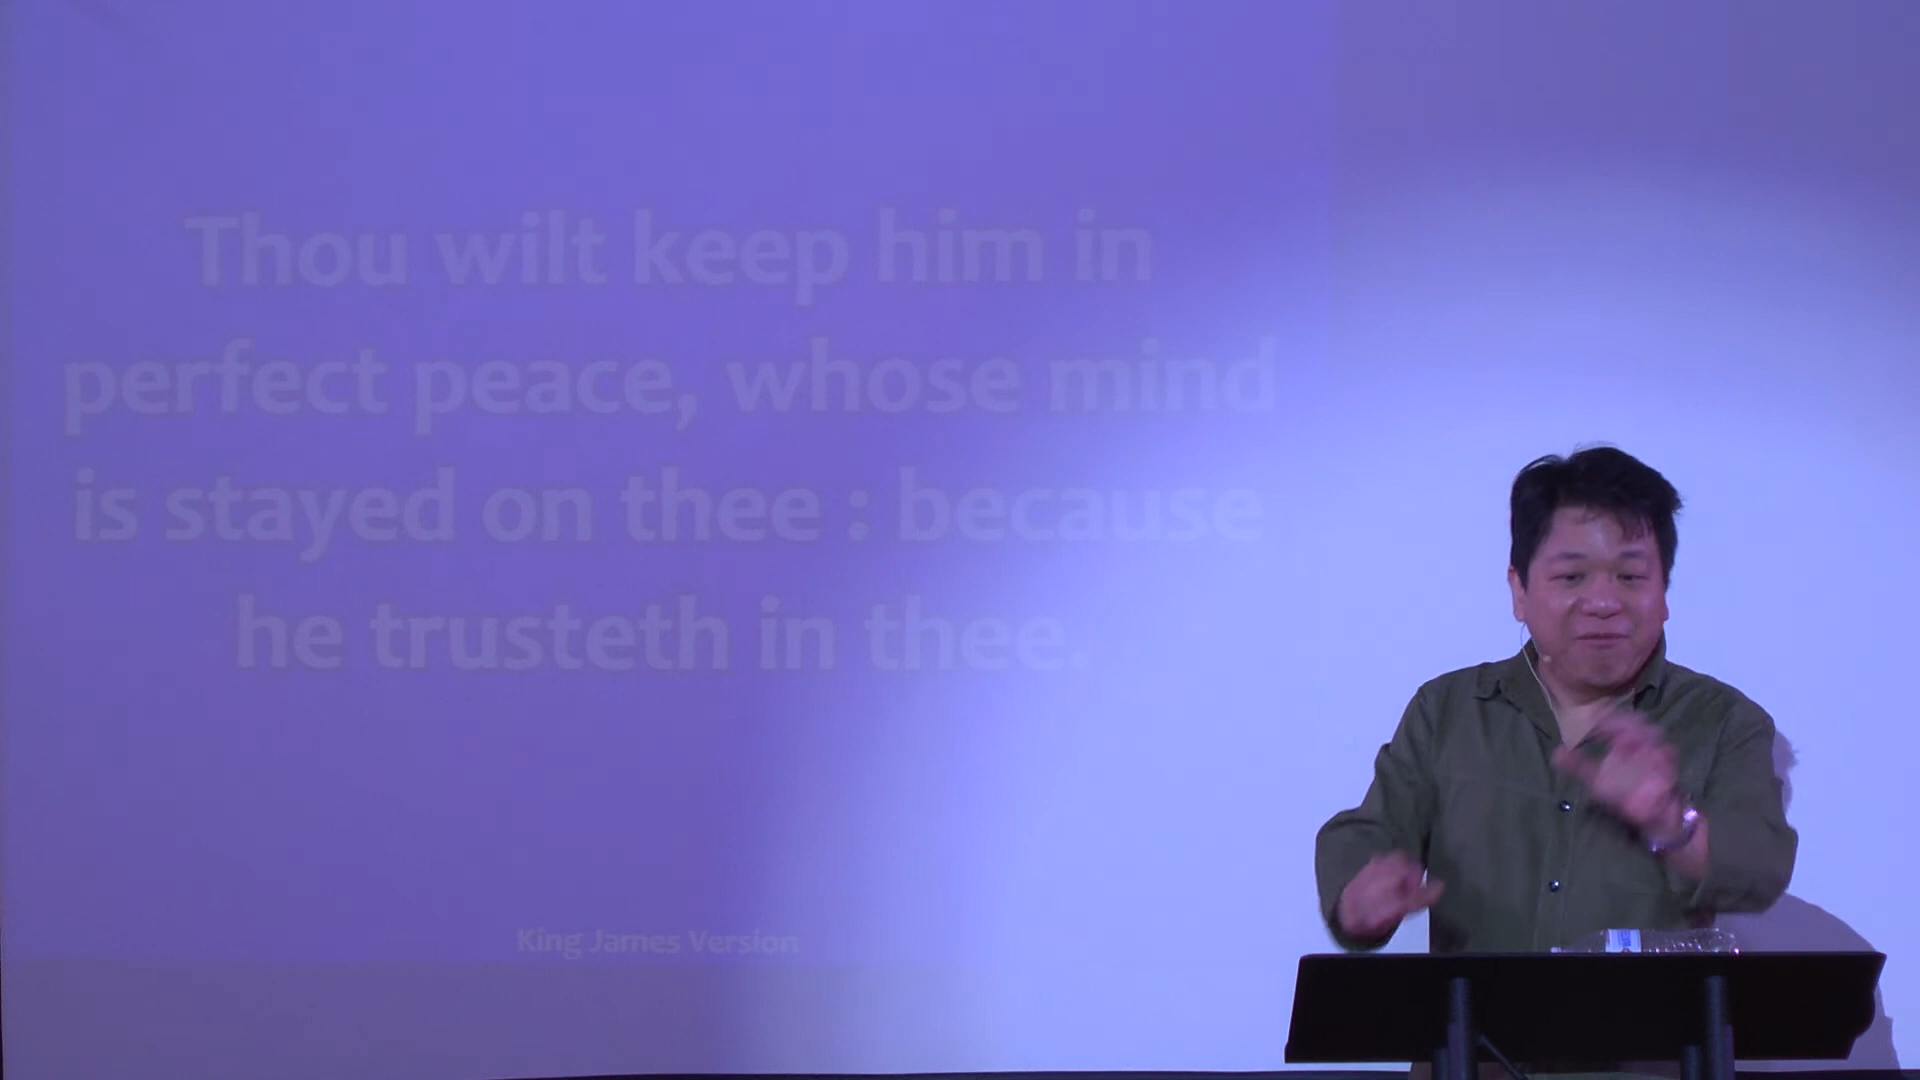 Thou wilt keep him in
perfect peace, whose mind
is stayed on thee : because
he trusteth in thee.
King James Version